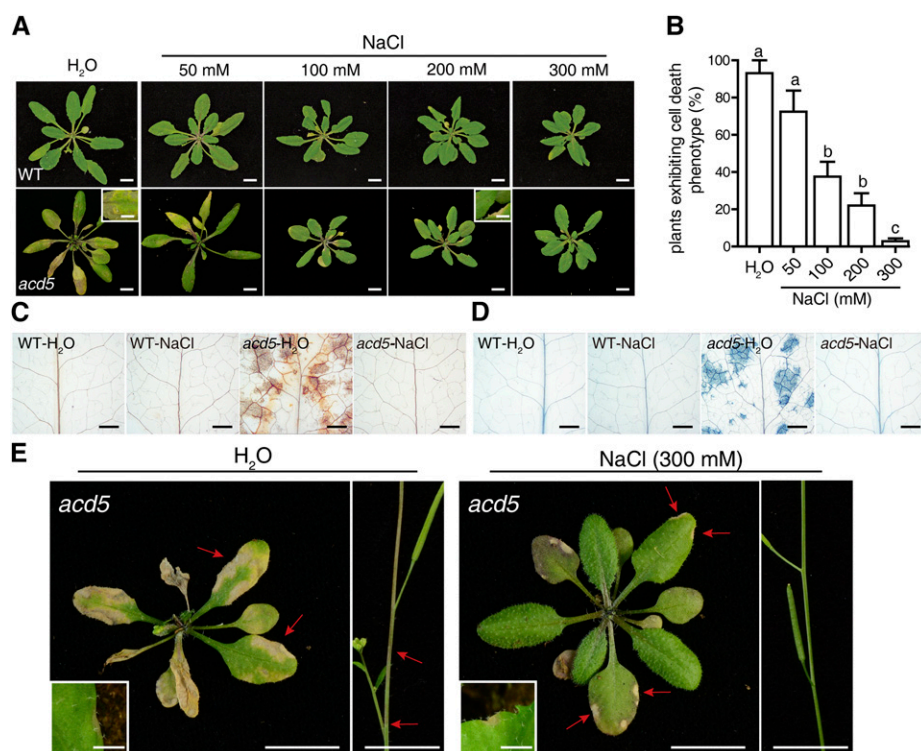 A
NaCl
H₂O
50 mM
100 mM
200 mM
300 mM
WT
acd5
B
plants exhibiting cell death
phenotype (%)
100
80
60
40
20
0
a
a
b
b
c
H₂O
50
100
200
300
NaCl (mM)
C
WT-H₂O
WT-NaCl
acd5-H₂O
acd5-NaCl
D
WT-H₂O
WT-NaCl
acd5-H₂O
acd5-NaCl
E
H₂O
NaCl (300 mM)
acd5
acd5